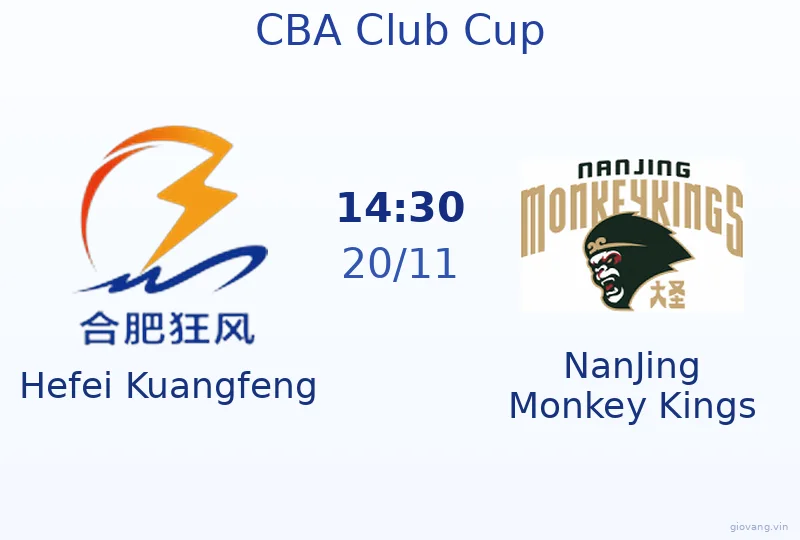 CBA Club Cup
NANJING
MONKEYKINGS
大圣
14:30
20/11
合肥狂风
Hefei Kuangfeng
NanJing
Monkey Kings
giovang.vin